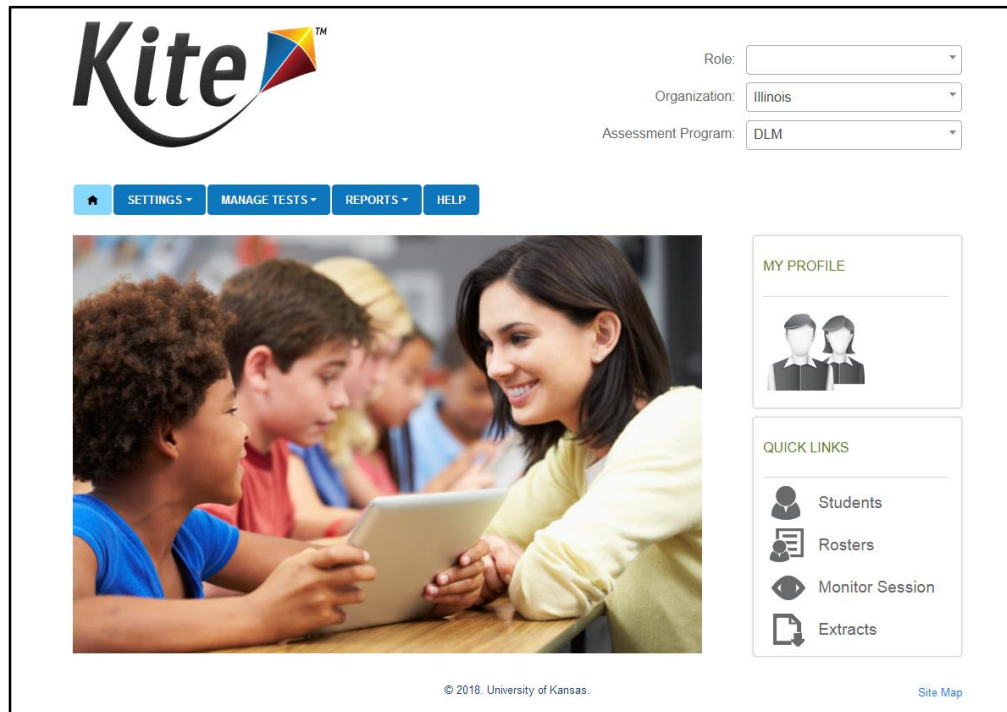 Kite TM
Role:
Organization: Illinois
Assessment Program: DLM
SETTINGS MANAGE TESTS REPORTS HELP
MY PROFILE
QUICK LINKS
Students
Rosters
Monitor Session
Extracts
© 2018. University of Kansas.
Site Map